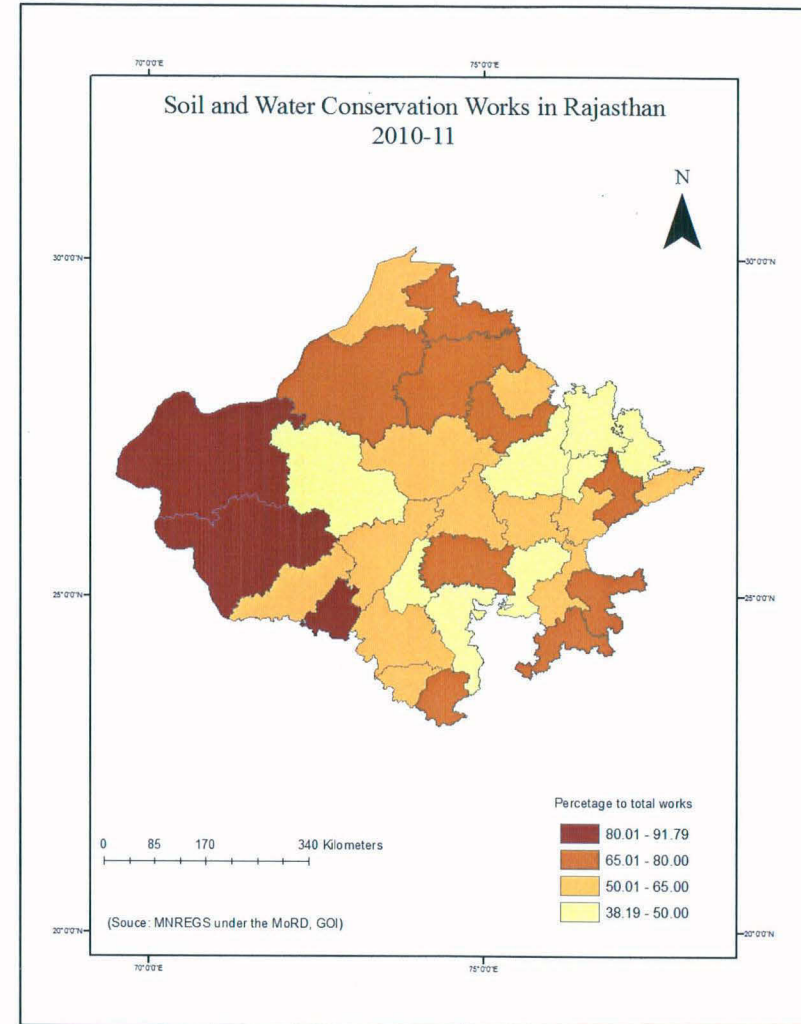 70°0'0"E 75°0'0"E
Soil and Water Conservation Works in Rajasthan
2010-11
N
30°0'0"N 30°0'0"N
25°0'0"N 25°0'0"N
Percetage to total works
80.01 - 91.79
65.01 - 80.00
50.01 - 65.00
38.19 - 50.00
0 85 170 340 Kilometers
(Souce: MNREGS under the MoRD, GOI)
20°0'0"N 20°0'0"N
70°0'0"E 75°0'0"E